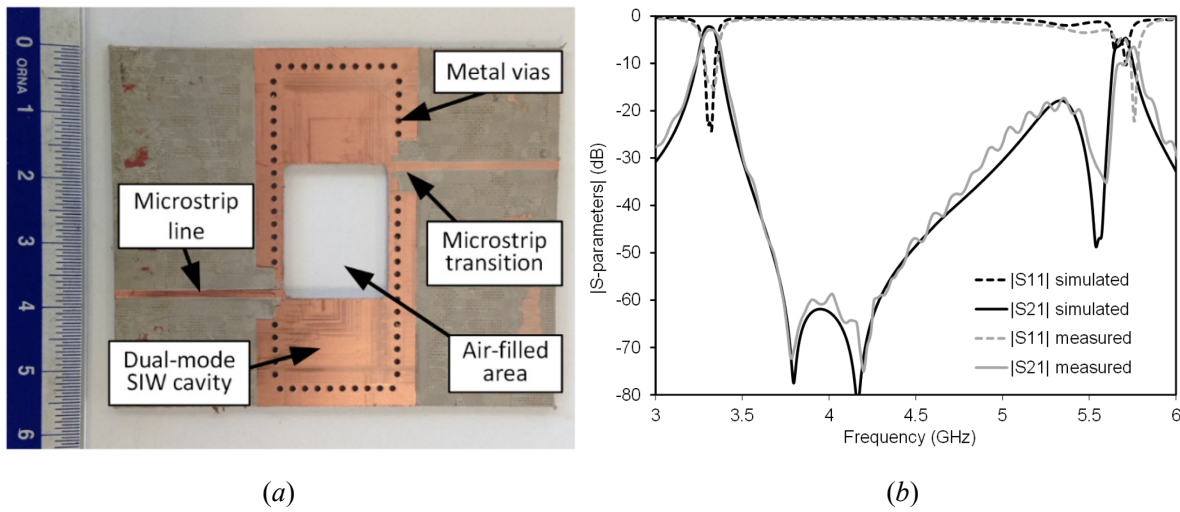 0
ORNA
1
2
3
4
5
6
Metal vias
Microstrip
line
Microstrip
transition
Dual-mode
SIW cavity
Air-filled
area
(a)
0
-10
-20
-30
-40
-50
-60
-70
-80
|S-parameters| (dB)
3
3.5
4
4.5
5
5.5
6
Frequency (GHz)
|S11| simulated
|S21| simulated
|S11| measured
|S21| measured
(b)